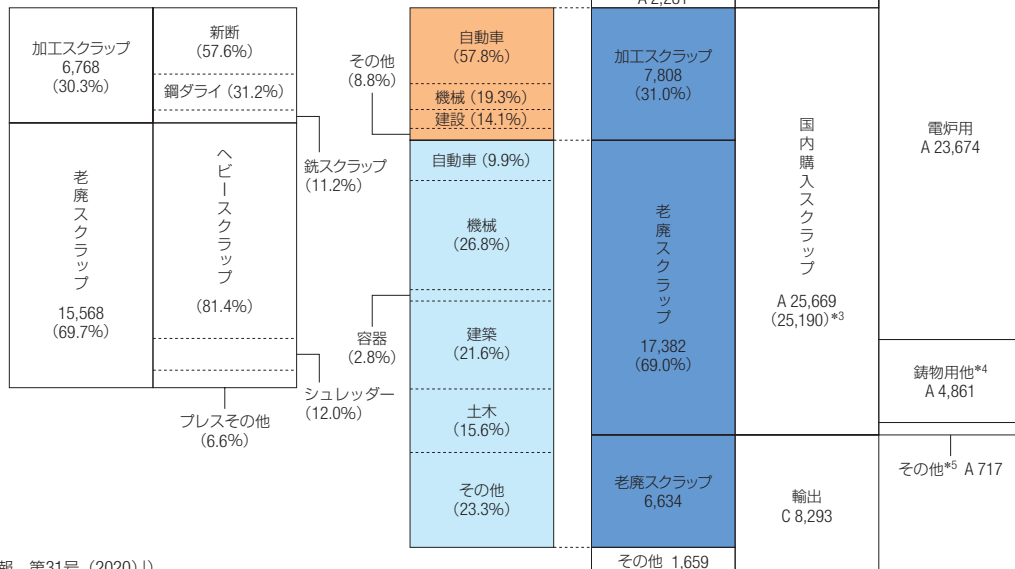 A 2,261
加工スクラップ
6,768
(30.3%)
新断
(57.6%)
鋼ダライ (31.2%)
銑スクラップ
(11.2%)
老廃スクラップ
15,568
(69.7%)
ヘビースクラップ
(81.4%)
シュレッダー
(12.0%)
プレスその他
(6.6%)
その他
(8.8%)
自動車
(57.8%)
機械 (19.3%)
建設 (14.1%)
自動車 (9.9%)
機械
(26.8%)
容器
(2.8%)
建築
(21.6%)
土木
(15.6%)
その他
(23.3%)
加工スクラップ
7,808
(31.0%)
老廃スクラップ
17,382
(69.0%)
老廃スクラップ
6,634
その他 1,659
国内購入スクラップ
A 25,669
(25,190)*3
輸出
C 8,293
電炉用
A 23,674
鋳物用他*4
A 4,861
その他*5 A 717
報 第31号 (2020)」)